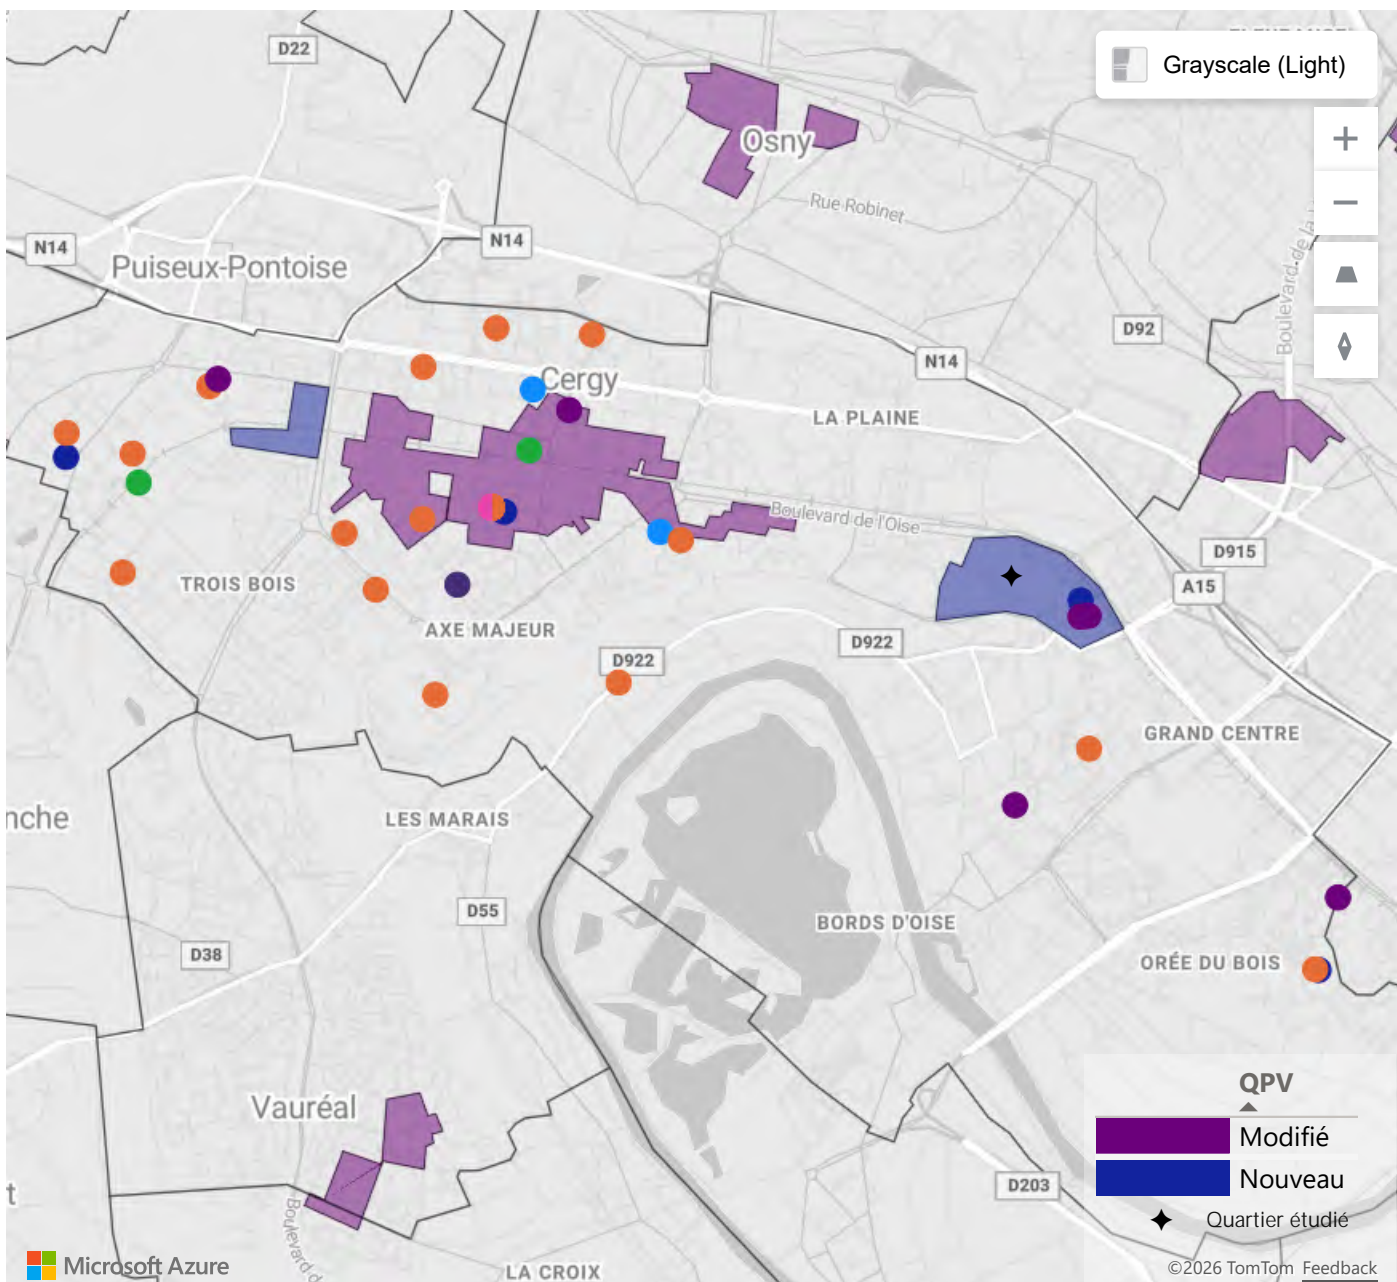 D22
Grayscale (Light)
Osny
Rue Robinet
N14
N14
Puiseux-Pontoise
Boulevard de la
D92
N14
Cergy
LA PLAINE
Boulevard de l'Oise
D915
A15
TROIS BOIS
AXE MAJEUR
D922
D922
GRAND CENTRE
nche
LES MARAIS
D55
BORDS D'OISE
D38
ORÉE DU BOIS
QPV
Vauréal
Modifié
Nouveau
t
D203
Quartier étudié
Boulevard d
Microsoft Azure
LA CROIX
©2026 TomTom Feedback